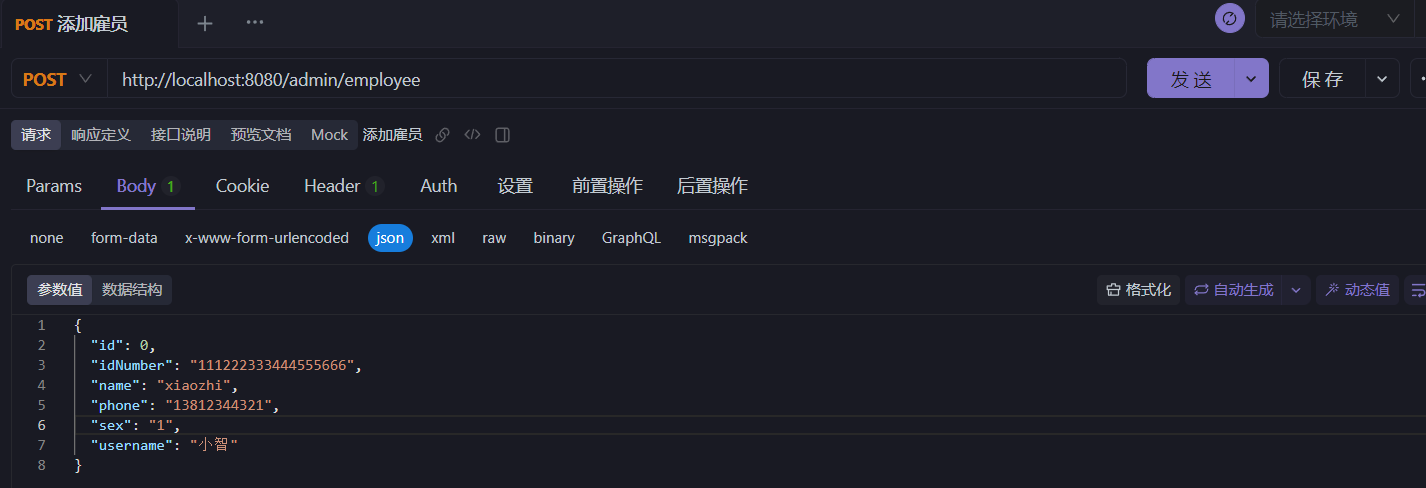 POST 添加雇员
请选择环境
POST http://localhost:8080/admin/employee 发送 保存
请求 响应定义 接口说明 预览文档 Mock 添加雇员
Params Body 1 Cookie Header 1 Auth 设置 前置操作 后置操作
none form-data x-www-form-urlencoded json xml raw binary GraphQL msgpack
参数值 数据结构 格式化 自动生成 动态值
1 {
2 "id": 0,
3 "idNumber": "111222333444555666",
4 "name": "xiaozhi",
5 "phone": "13812344321",
6 "sex": "1",
7 "username": "小智"
8 }